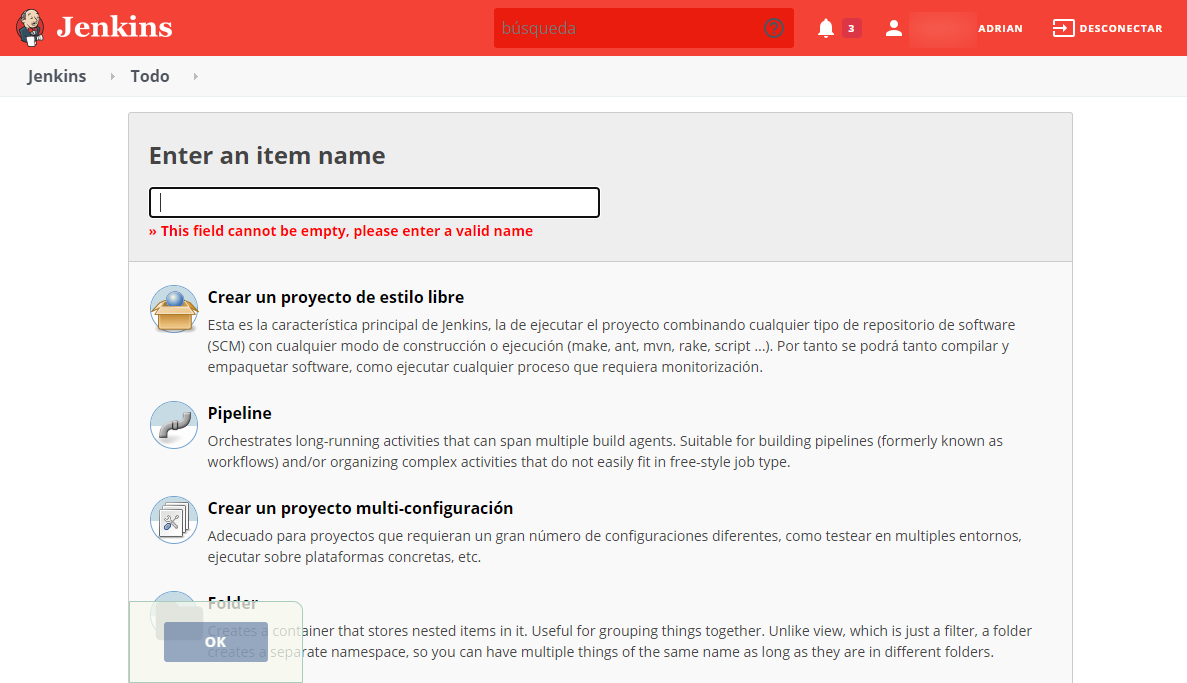 Jenkins
búsqueda
3
ADRIAN
DESCONECTAR
Jenkins
Todo
Enter an item name
» This field cannot be empty, please enter a valid name
Crear un proyecto de estilo libre
Esta es la característica principal de Jenkins, la de ejecutar el proyecto combinando cualquier tipo de repositorio de software
(SCM) con cualquier modo de construcción o ejecución (make, ant, mvn, rake, script ...). Por tanto se podrá tanto compilar y
empaquetar software, como ejecutar cualquier proceso que requiera monitorización.
Pipeline
Orchestrates long-running activities that can span multiple build agents. Suitable for building pipelines (formerly known as
workflows) and/or organizing complex activities that do not easily fit in free-style job type.
Crear un proyecto multi-configuración
Adecuado para proyectos que requieran un gran número de configuraciones diferentes, como testear en multiples entornos,
ejecutar sobre plataformas concretas, etc.
Folder
Creates a container that stores nested items in it. Useful for grouping things together. Unlike view, which is just a filter, a folder
creates a separate namespace, so you can have multiple things of the same name as long as they are in different folders.
OK